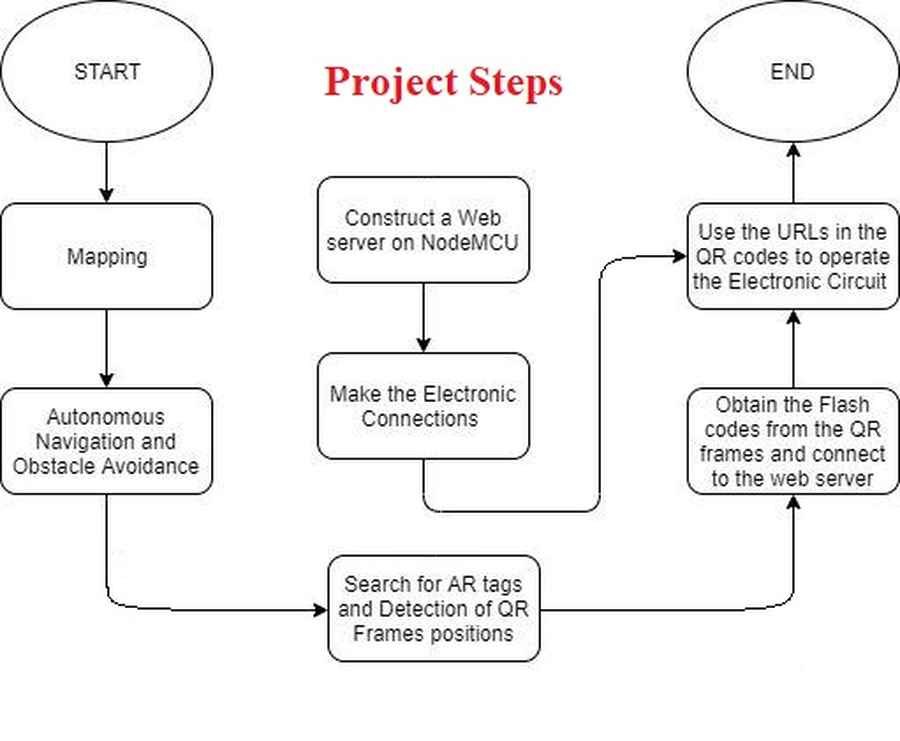 START
Project Steps
END
Mapping
Construct a Web
server on NodeMCU
Use the URLs in the
QR codes to operate
the Electronic Circuit
Autonomous
Navigation and
Obstacle Avoidance
Make the Electronic
Connections
Obtain the Flash
codes from the QR
frames and connect
to the web server
Search for AR tags
and Detection of QR
Frames positions